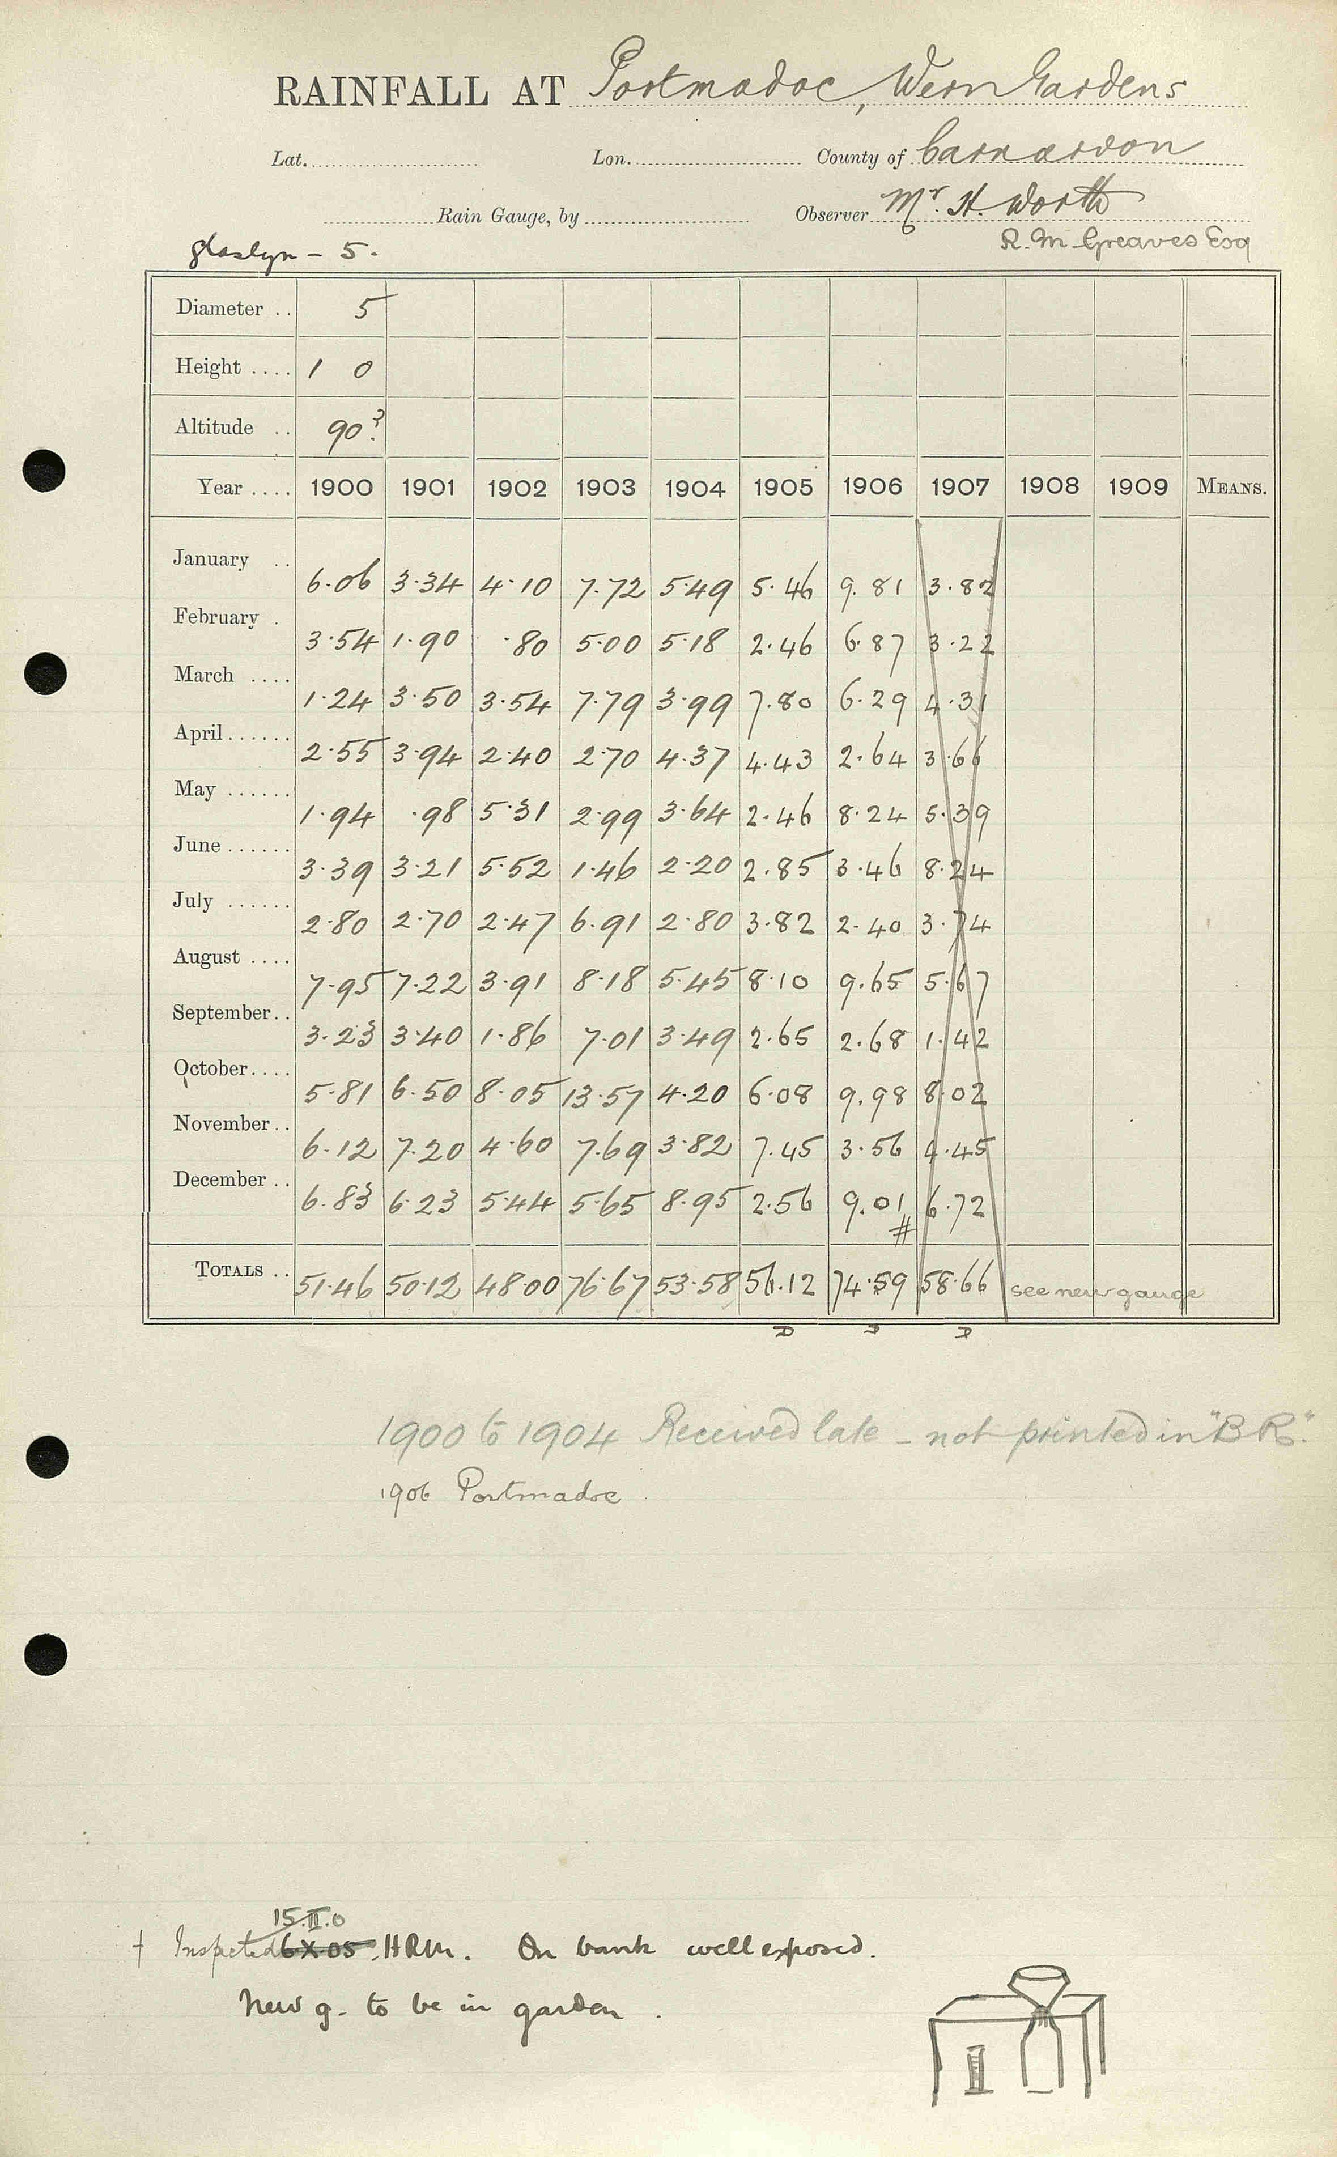 RAINFALL AT Portmadoc, Wern Gardens
Lat. Lon. County of Carnarvon
Rain Gauge, by Observer Mr. H. Worth
R. M. Greaves Esq
Glaslyn - 5.
Diameter .. 5
Height .... 1 0
Altitude .. 90?
Year .... 1900 1901 1902 1903 1904 1905 1906 1907 1908 1909 MEANS.
January .. 6.06 3.34 4.10 7.72 5.49 5.46 9.81 3.82
February . 3.54 1.90 .80 5.00 5.18 2.46 6.87 3.22
March .... 1.24 3.50 3.54 7.79 3.99 7.80 6.29 4.31
April...... 2.55 3.94 2.40 2.70 4.37 4.43 2.64 3.66
May ...... 1.94 .98 5.31 2.99 3.64 2.46 8.24 5.39
June...... 3.39 3.21 5.52 1.46 2.20 2.85 3.46 8.24
July ...... 2.80 2.70 2.47 6.91 2.80 3.82 2.40 3.74
August .... 7.95 7.22 3.91 8.18 5.45 8.10 9.65 5.67
September.. 3.23 3.40 1.86 7.01 3.49 2.65 2.68 1.42
October.... 5.81 6.50 8.05 13.57 4.20 6.08 9.98 8.02
November.. 6.12 7.20 4.60 7.69 3.82 7.45 3.56 4.45
December.. 6.83 6.23 5.44 5.65 8.95 2.56 9.01 6.72
#
TOTALS .. 51.46 50.12 48.00 76.67 53.58 56.12 74.59 58.66 see new gauge
D D D
1900 to 1904 Received late - not printed in "B R".
1906 Portmadoc.
15.II.0
† Inspected 6 X 05. HRM. On bank well exposed.
New g. to be in garden.